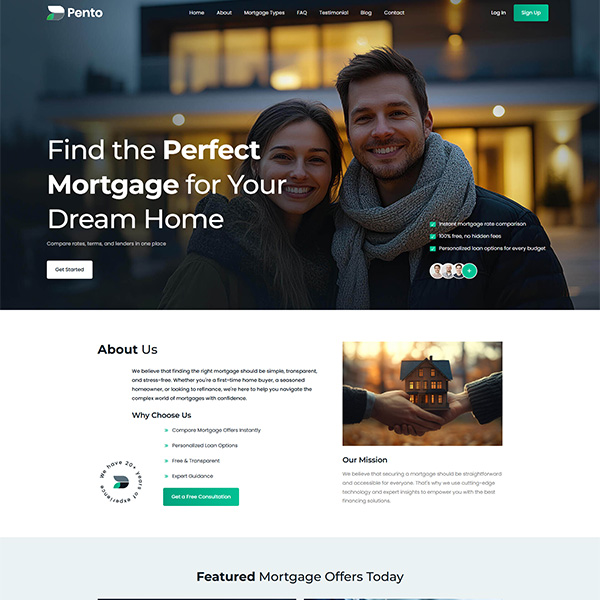 Pento
Home About Mortgage Types FAQ Testimonial Blog Contact
Log In Sign Up
Find the Perfect
Mortgage for Your
Dream Home
Compare rates, terms, and lenders in one place
Get Started
Instant mortgage rate comparison
100% free, no hidden fees
Personalized loan options for every budget
+
About Us
We believe that finding the right mortgage should be simple, transparent,
and stress-free. Whether you're a first-time home buyer, a seasoned
homeowner, or looking to refinance, we're here to help you navigate the
complex world of mortgages with confidence.
Why Choose Us
Compare Mortgage Offers Instantly
Personalized Loan Options
Free & Transparent
Expert Guidance
We have 20+ years of experience
Get a Free Consultation
Our Mission
We believe that securing a mortgage should be straightforward
and accessible for everyone. That's why we use cutting-edge
technology and expert insights to empower you with the best
financing solutions.
Featured Mortgage Offers Today